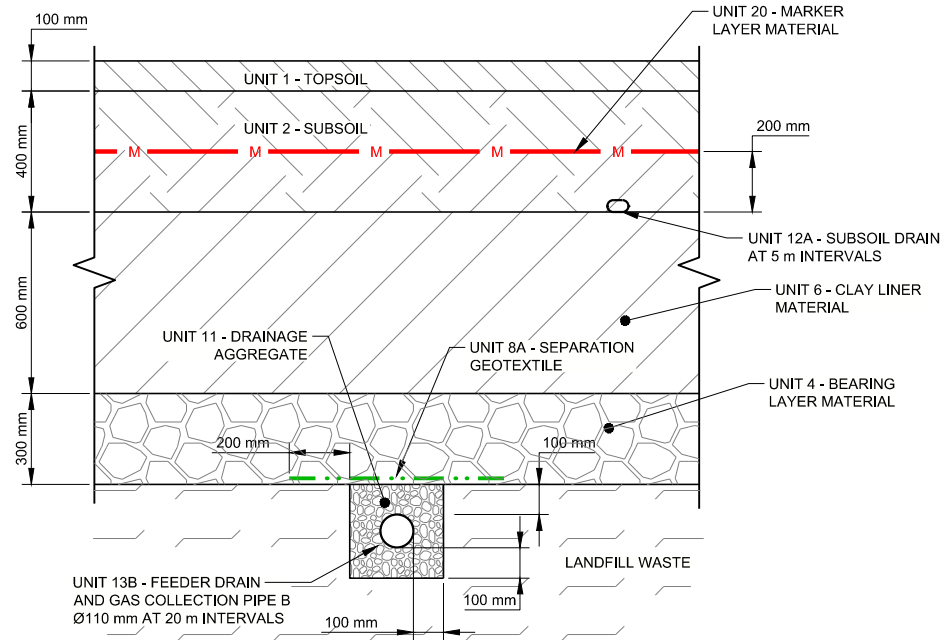 100 mm
UNIT 20 - MARKER
LAYER MATERIAL
UNIT 1 - TOPSOIL
400 mm
UNIT 2 - SUBSOIL
200 mm
M M M M M
UNIT 12A - SUBSOIL DRAIN
AT 5 m INTERVALS
600 mm
UNIT 6 - CLAY LINER
MATERIAL
UNIT 11 - DRAINAGE
AGGREGATE
UNIT 8A - SEPARATION
GEOTEXTILE
UNIT 4 - BEARING
LAYER MATERIAL
300 mm
200 mm
100 mm
LANDFILL WASTE
UNIT 13B - FEEDER DRAIN
AND GAS COLLECTION PIPE B
Ø110 mm AT 20 m INTERVALS
100 mm
100 mm